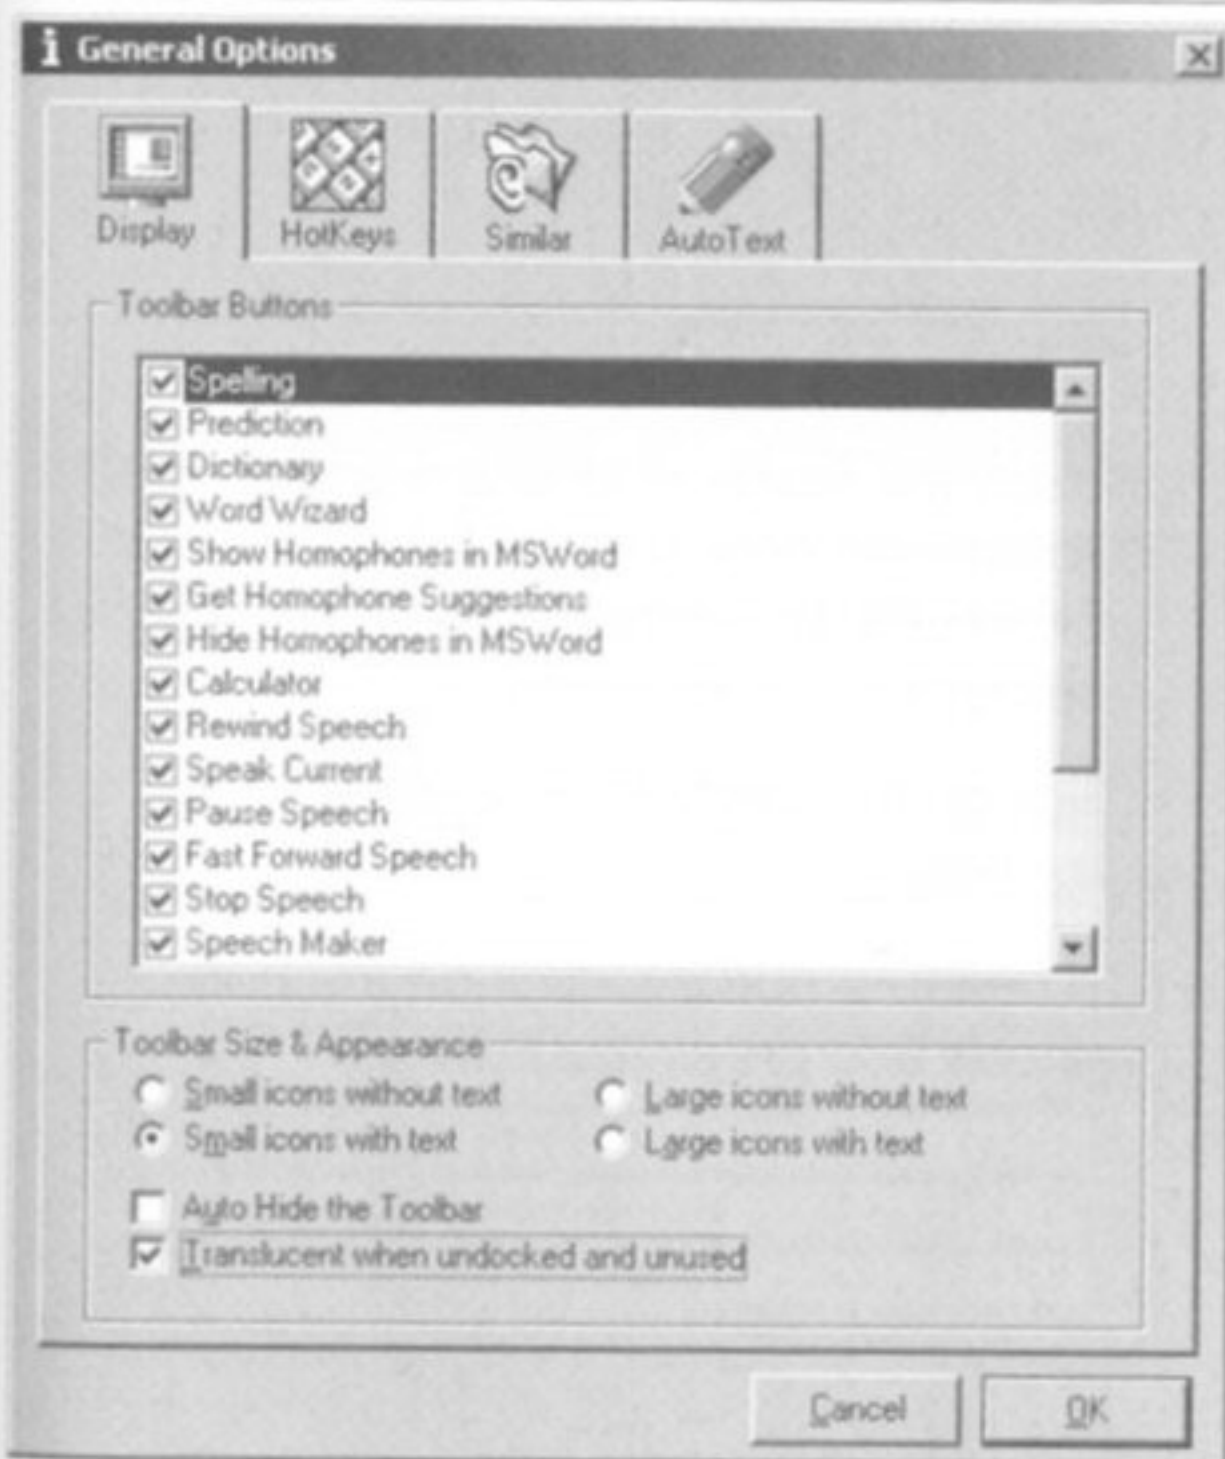 General Options
Display
HotKeys
Similar
AutoText
Toolbar Buttons
Spelling
Prediction
Dictionary
Word Wizard
Show Homophones in MSWord
Get Homophone Suggestions
Hide Homophones in MSWord
Calculator
Rewind Speech
Speak Current
Pause Speech
Fast Forward Speech
Stop Speech
Speech Maker
Toolbar Size & Appearance
Small icons without text
Large icons without text
Small icons with text
Large icons with text
Auto Hide the Toolbar
Translucent when undocked and unused
Cancel
OK